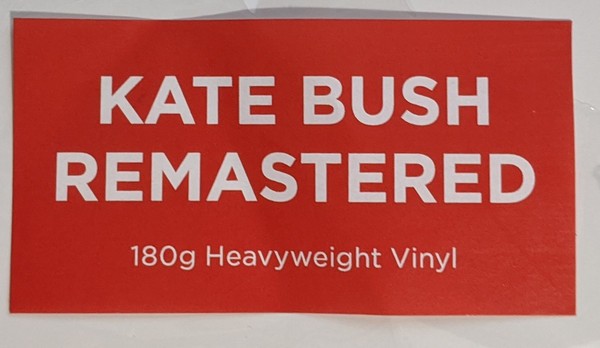 KATE BUSH
REMASTERED
180g Heavyweight Vinyl